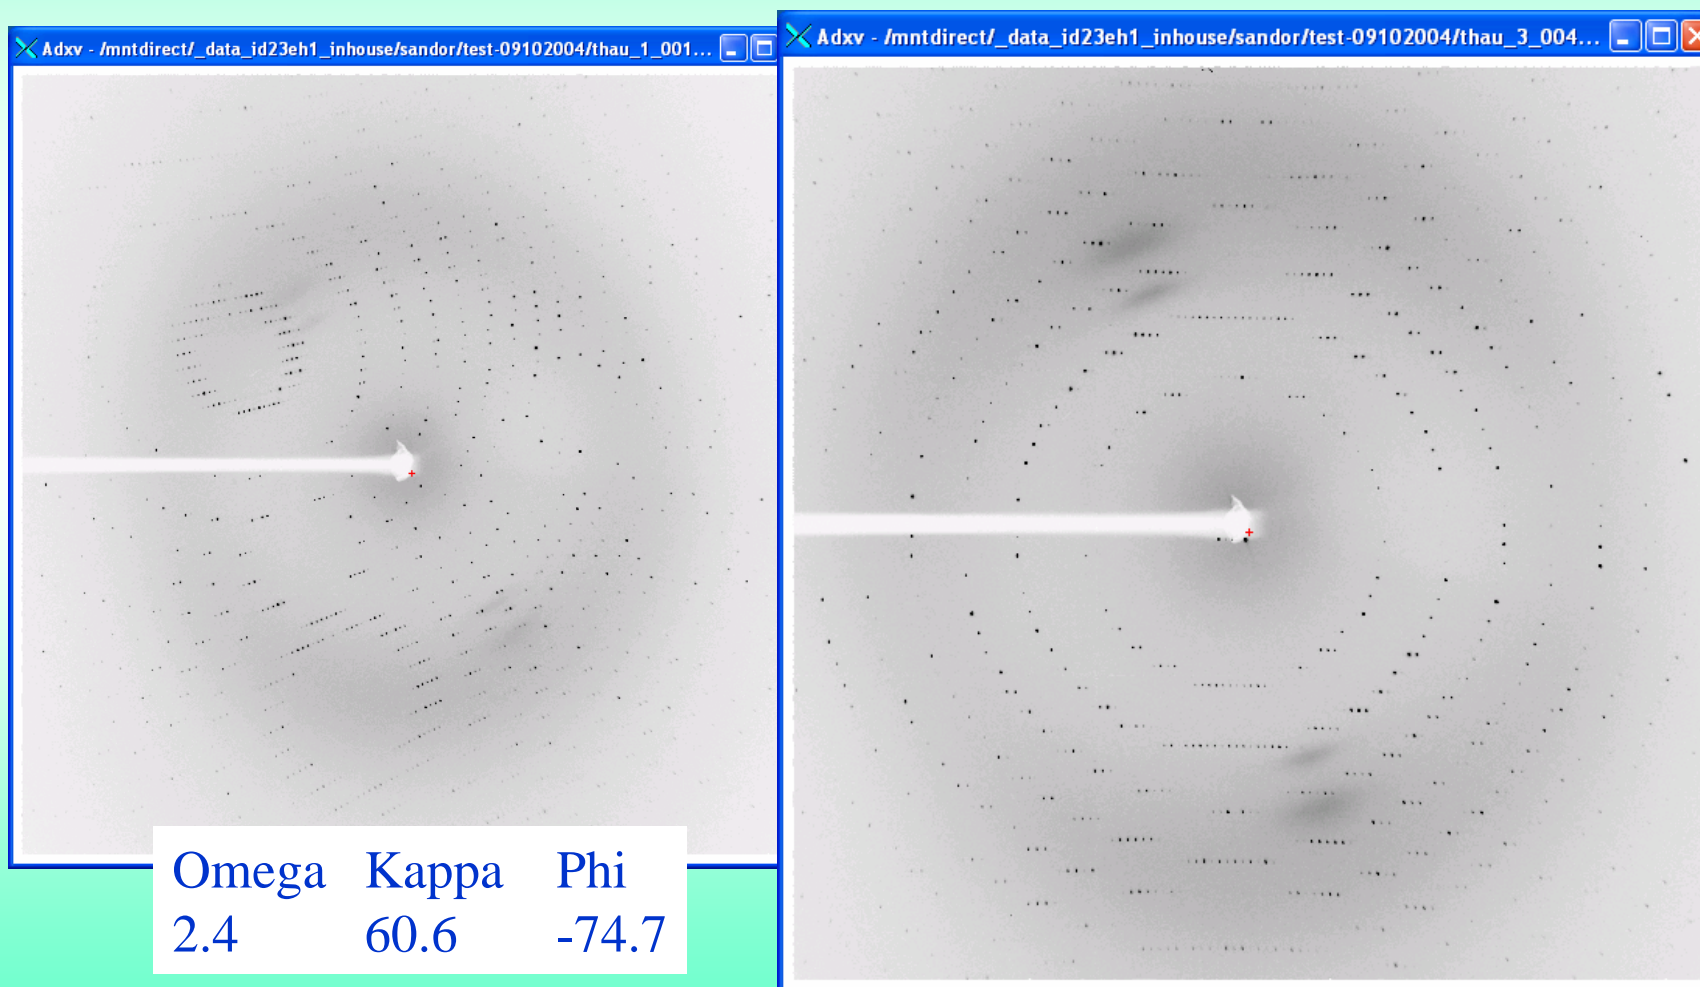 Adxv - /mntdirect/_data_id23eh1_inhouse/sandor/test-09102004/thau_1_001...
Adxv - /mntdirect/_data_id23eh1_inhouse/sandor/test-09102004/thau_3_004...
Omega Kappa Phi
2.4 60.6 -74.7